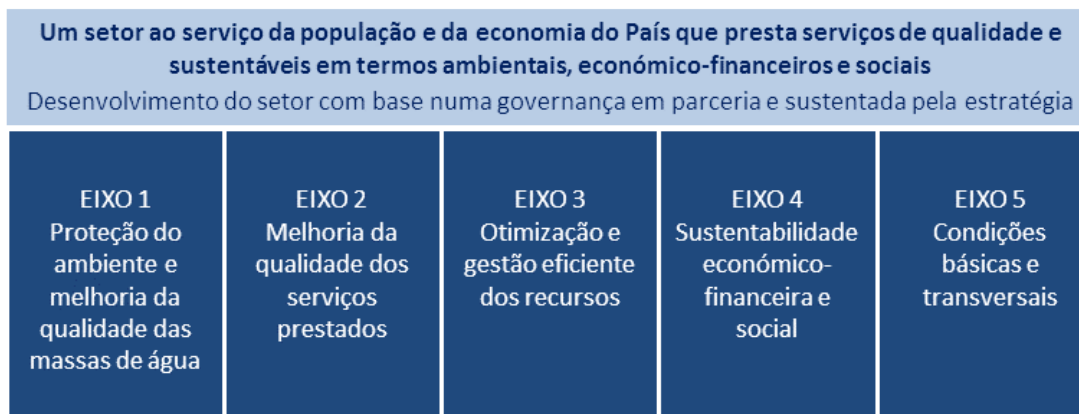 Um setor ao serviço da população e da economia do País que presta serviços de qualidade e
sustentáveis em termos ambientais, económico-financeiros e sociais
Desenvolvimento do setor com base numa governança em parceria e sustentada pela estratégia
EIXO 1
Proteção do
ambiente e
melhoria da
qualidade das
massas de água
EIXO 2
Melhoria da
qualidade dos
serviços
prestados
EIXO 3
Otimização e
gestão eficiente
dos recursos
EIXO 4
Sustentabilidade
económico-
financeira e
social
EIXO 5
Condições
básicas e
transversais